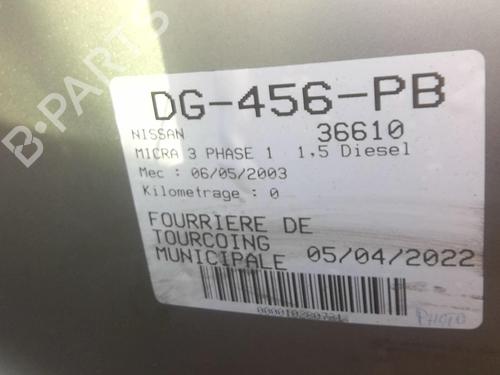 B-PARTS
DG-456-PB
NISSAN 36610
MICRA 3 PHASE 1 1,5 Diesel
Mec : 06/05/2003
Kilometrage : 0
FOURRIERE DE
TOURCOING
MUNICIPALE 05/04/2022
PHOTO